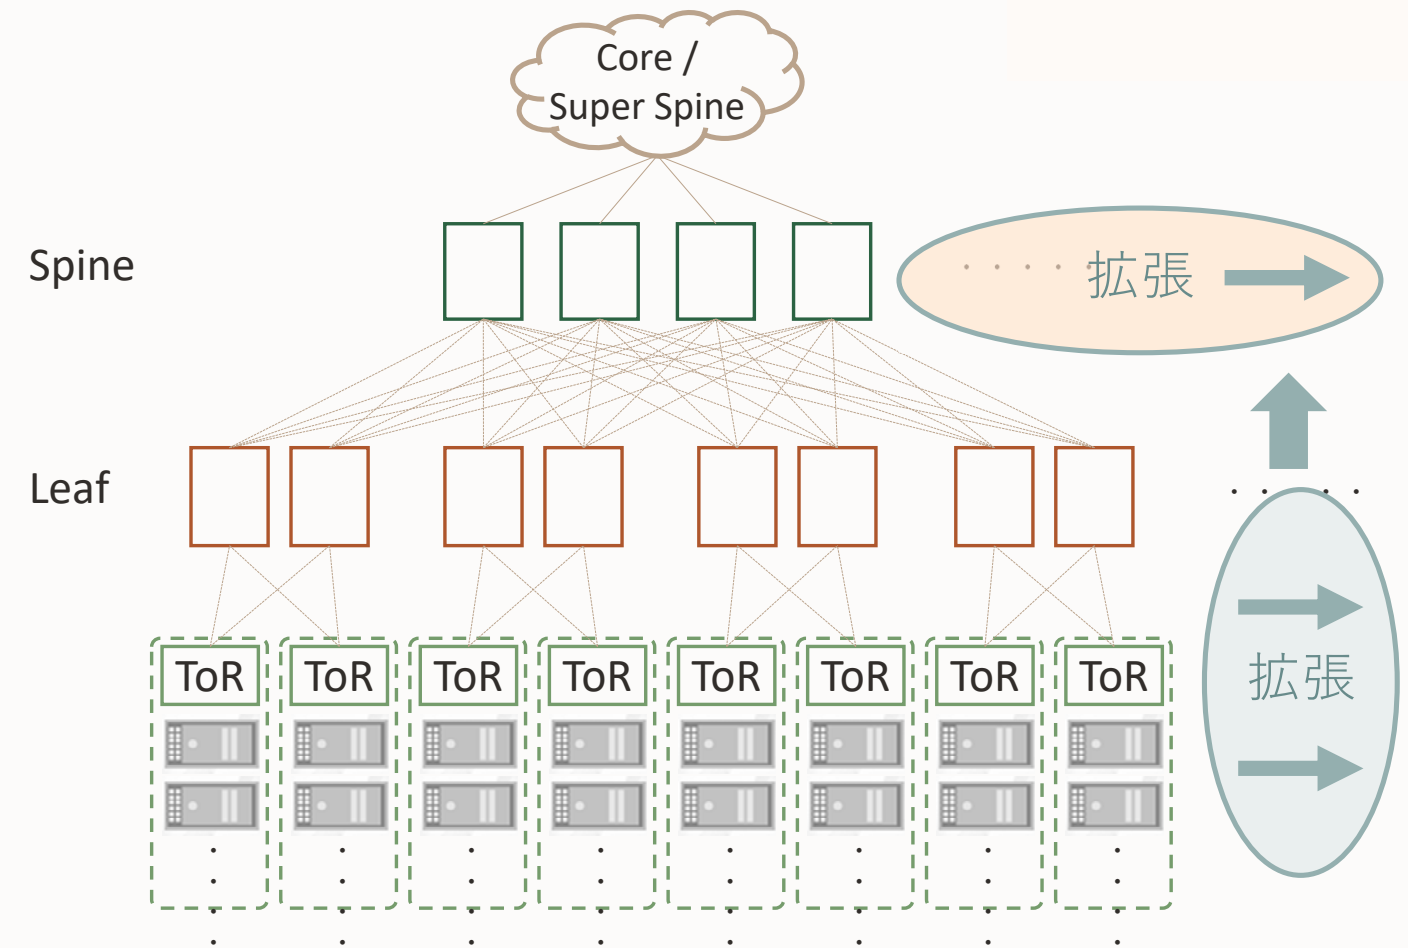 Core /
Super Spine
Spine
· · · · · 拡張
Leaf
· · · · ·
ToR ToR ToR ToR ToR ToR ToR ToR
拡張